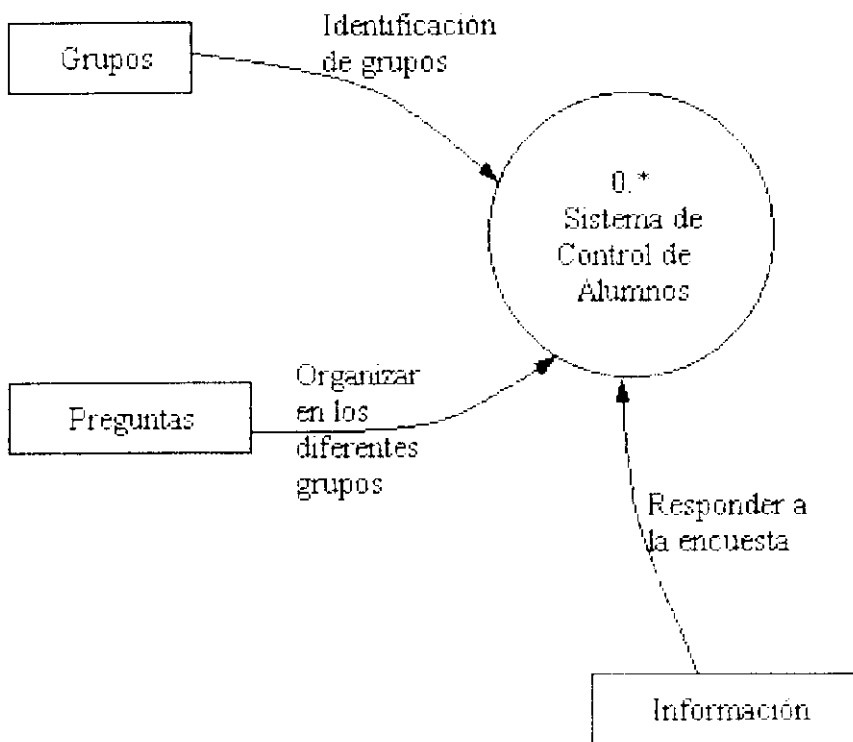 Grupos
Identificación
de grupos
0.*
Sistema de
Control de
Alumnos
Preguntas
Organizar
en los
diferentes
grupos
Responder a
la encuesta
Información